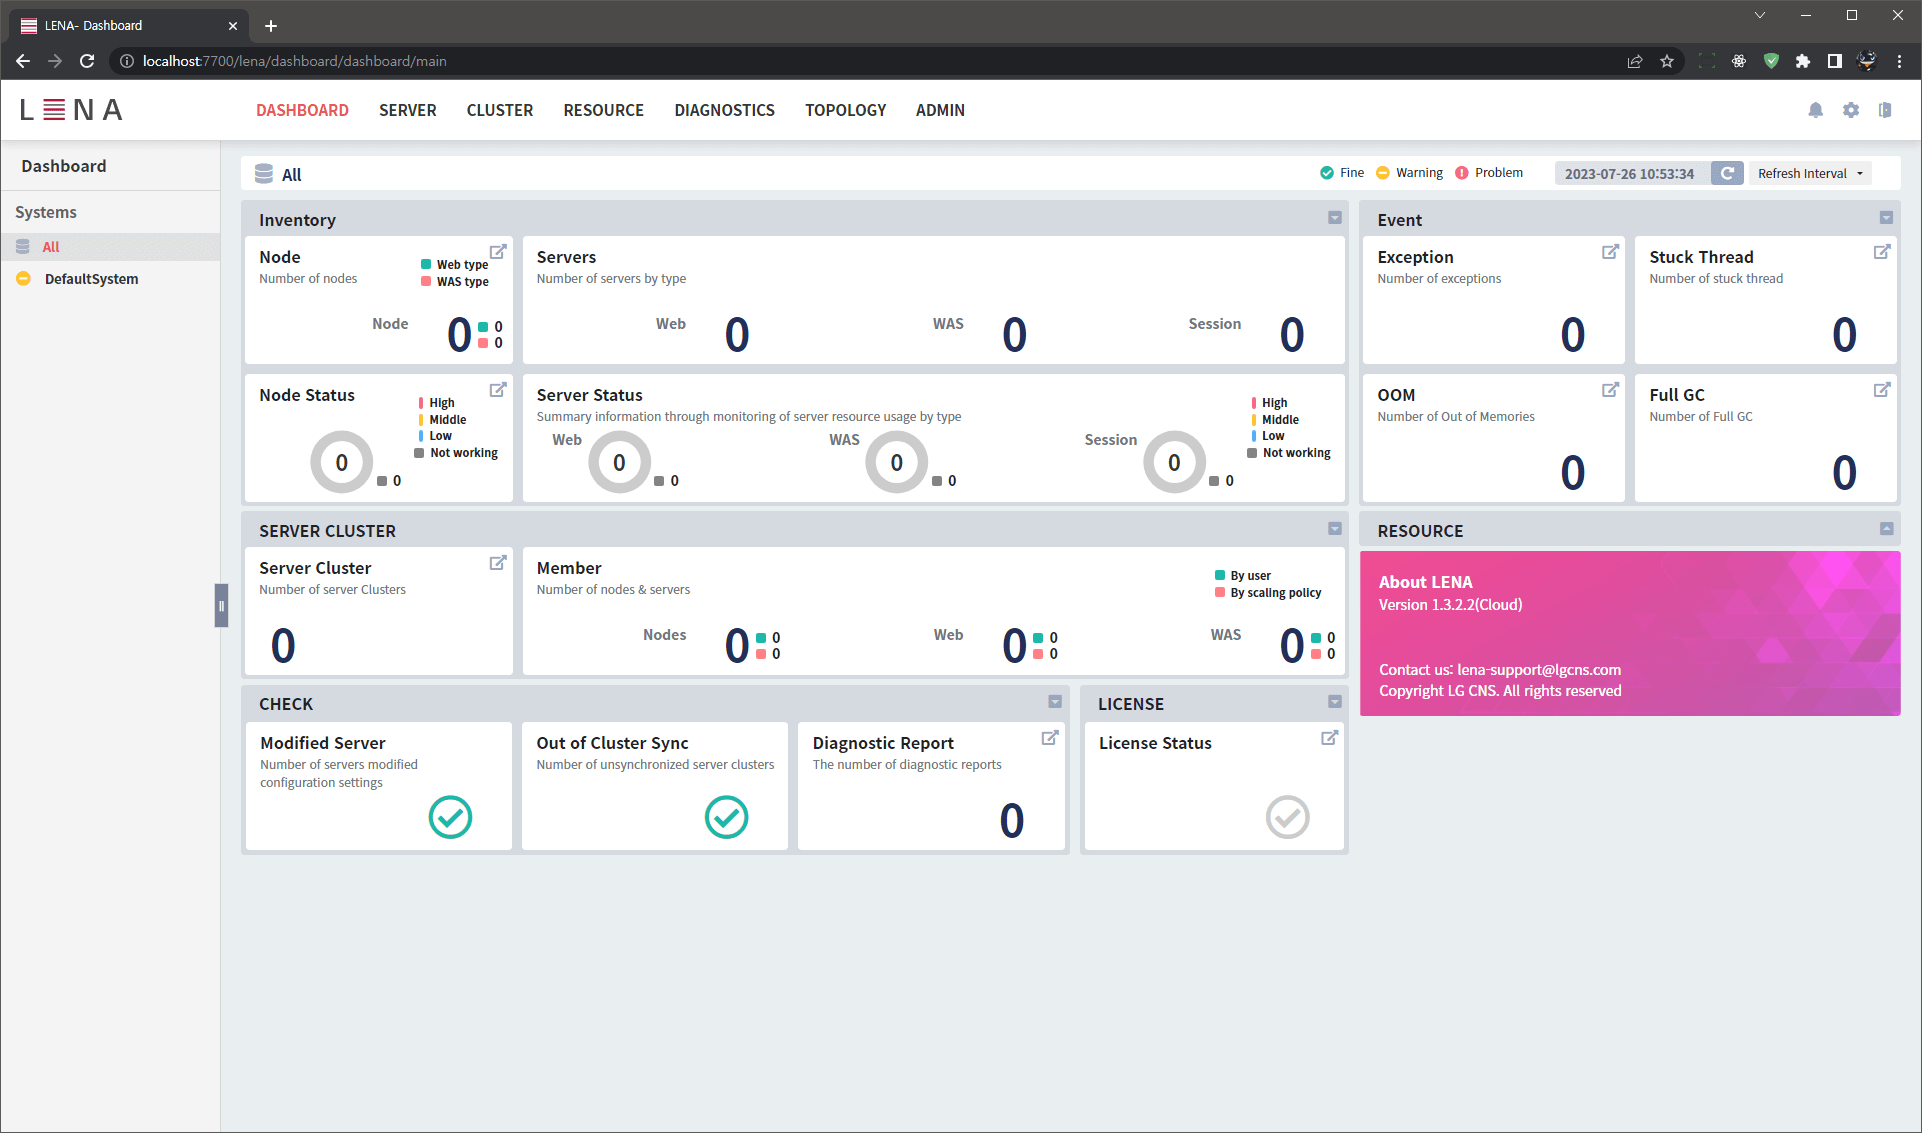 LENA- Dashboard
localhost:7700/lena/dashboard/dashboard/main
LENA
DASHBOARD SERVER CLUSTER RESOURCE DIAGNOSTICS TOPOLOGY ADMIN
Dashboard
Systems
All
DefaultSystem
All
Fine Warning Problem 2023-07-26 10:53:34 Refresh Interval
Inventory
Node
Number of nodes
Web type
WAS type
Node 0 0
0
Servers
Number of servers by type
Web 0 WAS 0 Session 0
Node Status
High
Middle
Low
Not working
0 0
Server Status
Summary information through monitoring of server resource usage by type
High
Middle
Low
Not working
Web 0 0 WAS 0 0 Session 0 0
Event
Exception
Number of exceptions
0
Stuck Thread
Number of stuck thread
0
OOM
Number of Out of Memories
0
Full GC
Number of Full GC
0
SERVER CLUSTER
Server Cluster
Number of server Clusters
0
Member
Number of nodes & servers
By user
By scaling policy
Nodes 0 0
0
Web 0 0
0
WAS 0 0
0
RESOURCE
About LENA
Version 1.3.2.2(Cloud)
Contact us: lena-support@lgcns.com
Copyright LG CNS. All rights reserved
CHECK
Modified Server
Number of servers modified
configuration settings
Out of Cluster Sync
Number of unsynchronized server clusters
Diagnostic Report
The number of diagnostic reports
0
LICENSE
License Status